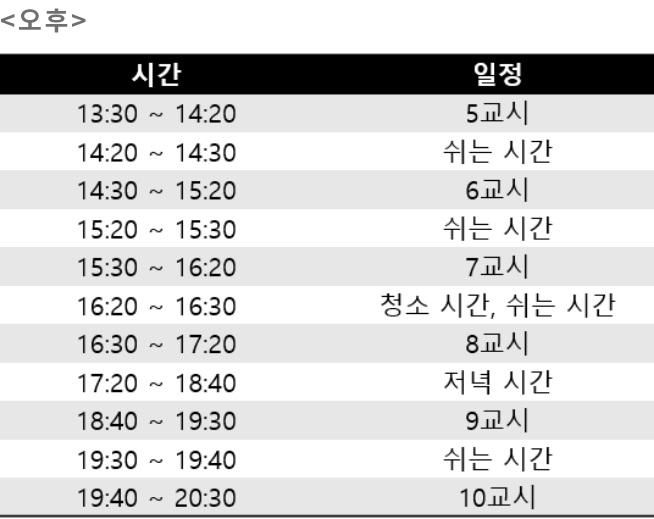 <오후>
시간 일정
13:30 ~ 14:20 5교시
14:20 ~ 14:30 쉬는 시간
14:30 ~ 15:20 6교시
15:20 ~ 15:30 쉬는 시간
15:30 ~ 16:20 7교시
16:20 ~ 16:30 청소 시간, 쉬는 시간
16:30 ~ 17:20 8교시
17:20 ~ 18:40 저녁 시간
18:40 ~ 19:30 9교시
19:30 ~ 19:40 쉬는 시간
19:40 ~ 20:30 10교시